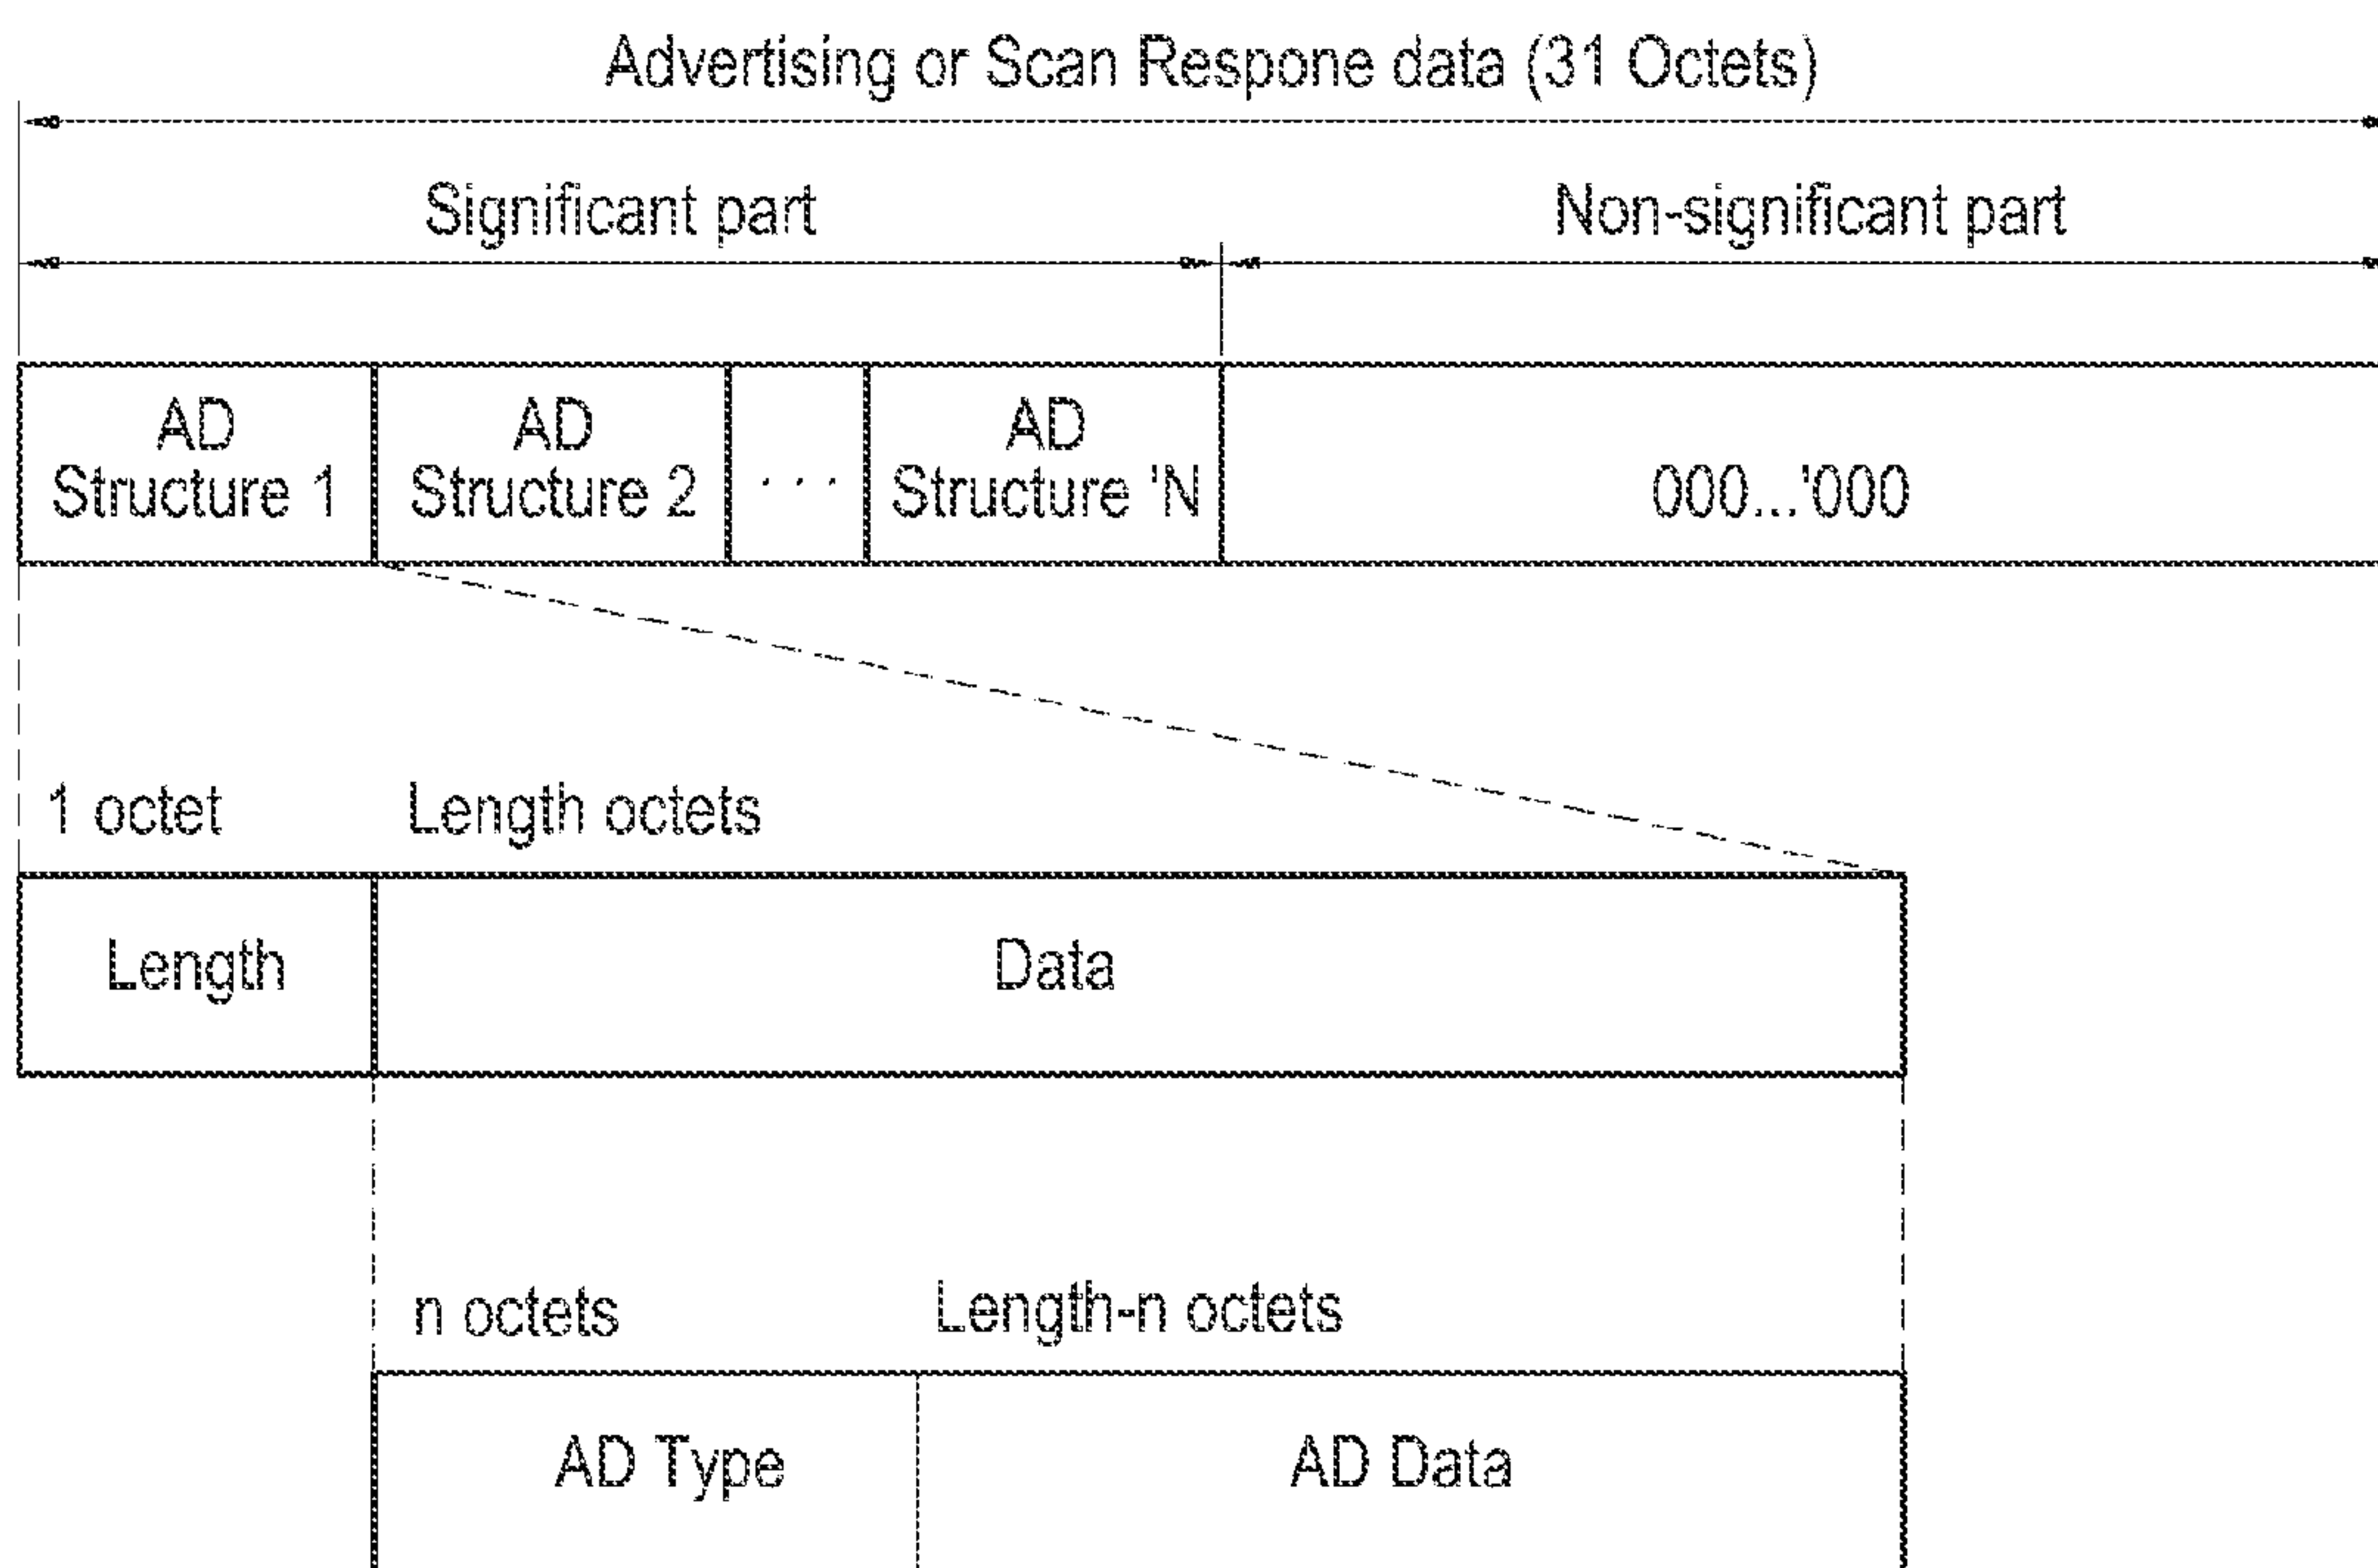 Advertising or Scan Respone data (31 Octets)
Significant part
Non-significant part
AD
Structure 1
AD
Structure 2
. . .
AD
Structure 'N
000...'000
1 octet
Length octets
Length
Data
n octets
Length-n octets
AD Type
AD Data